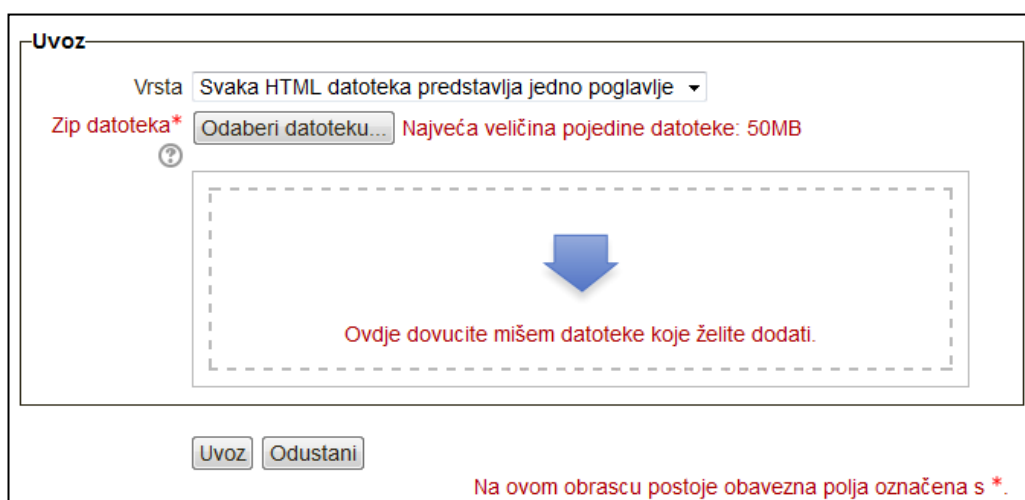 Uvoz
Vrsta Svaka HTML datoteka predstavlja jedno poglavlje
Zip datoteka* Odaberi datoteku... Najveća veličina pojedine datoteke: 50MB
?
Ovdje dovucite mišem datoteke koje želite dodati.
Uvoz Odustani
Na ovom obrascu postoje obavezna polja označena s *.